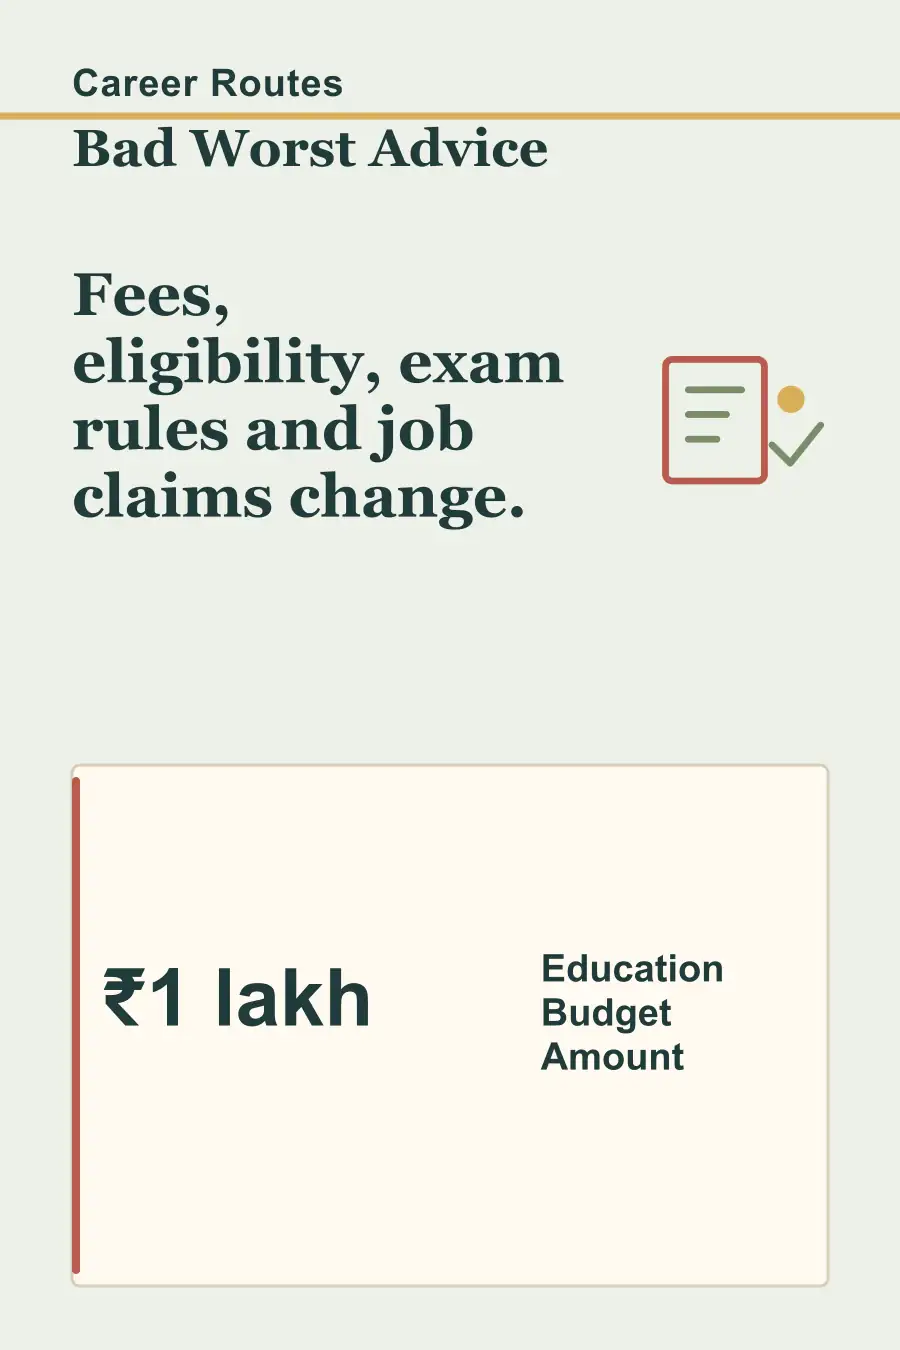 Career Routes
Bad Worst Advice
Fees,
eligibility, exam
rules and job
claims change.
₹1 lakh
Education
Budget
Amount